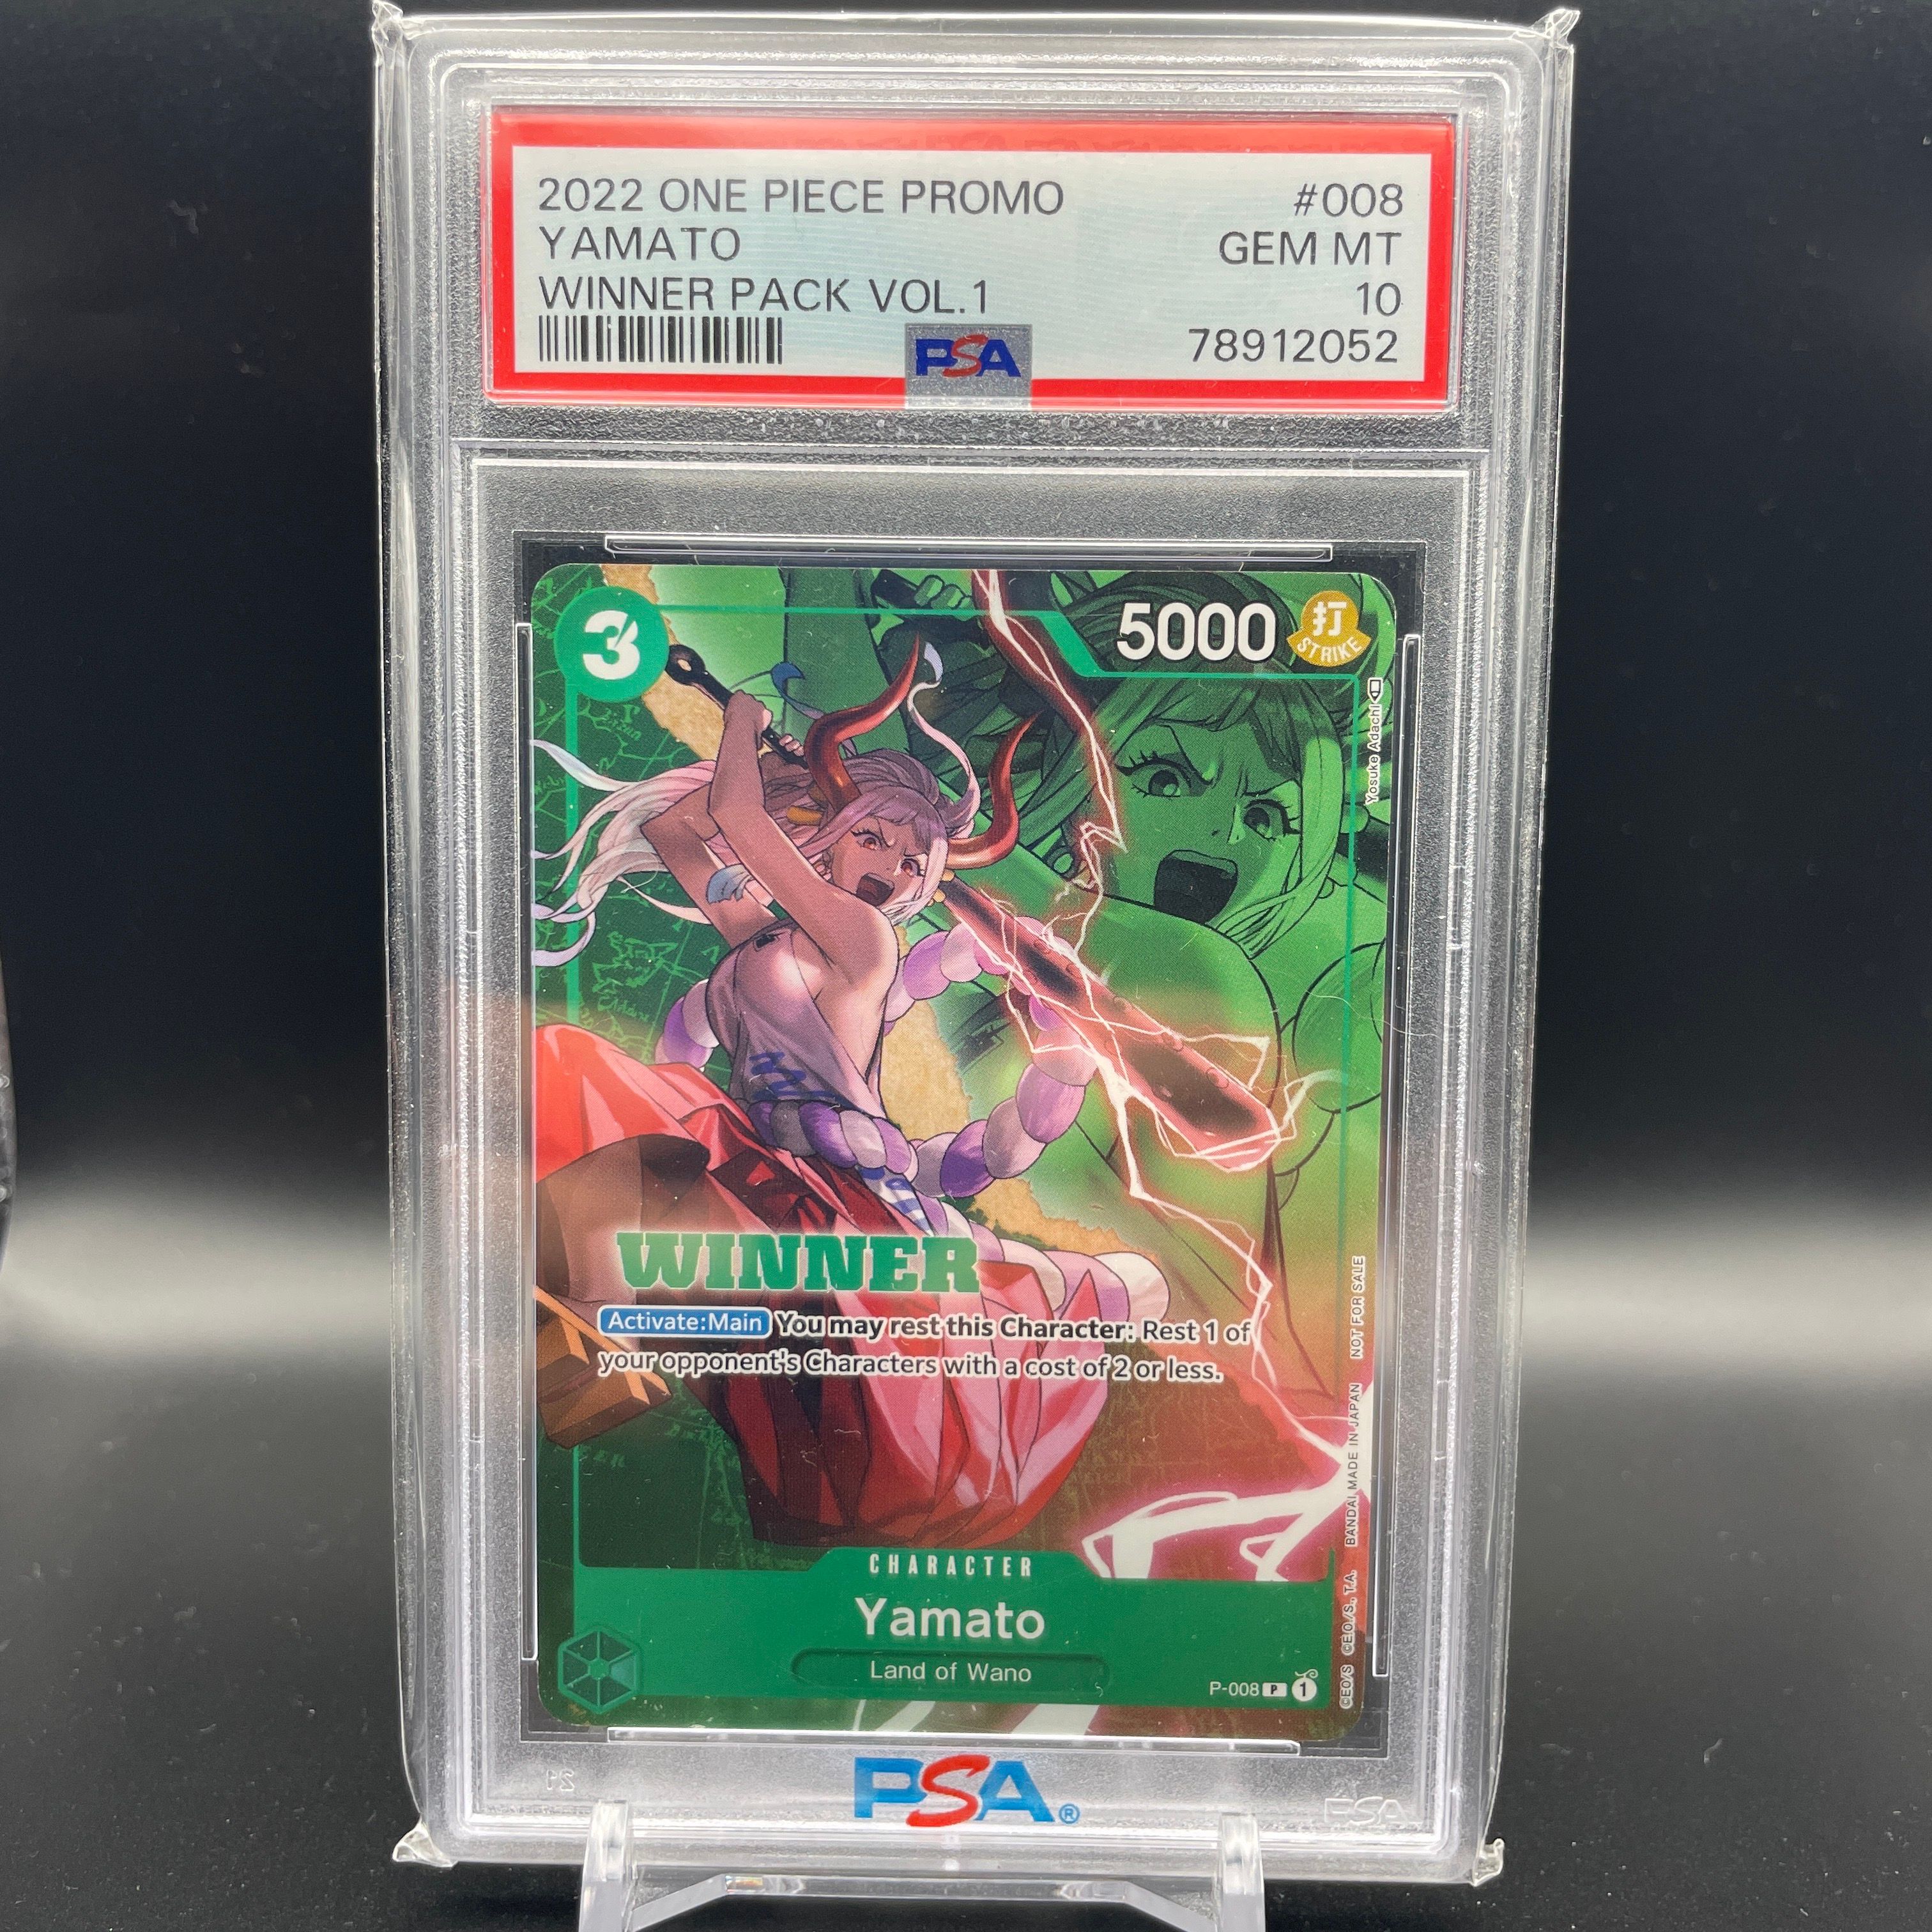 2022 ONE PIECE PROMO #008
YAMATO GEM MT
WINNER PACK VOL.1 10
PSA 78912052
3 5000 打
STRIKE
Yosuke Adachi
WINNER
Activate:Main You may rest this Character: Rest 1 of
your opponent's Characters with a cost of 2 or less.
©EO/S ©E.O./S., T.A. BANDAI, MADE IN JAPAN NOT FOR SALE
CHARACTER
Yamato
Land of Wano
P-008 P 1
PSA®
PSA